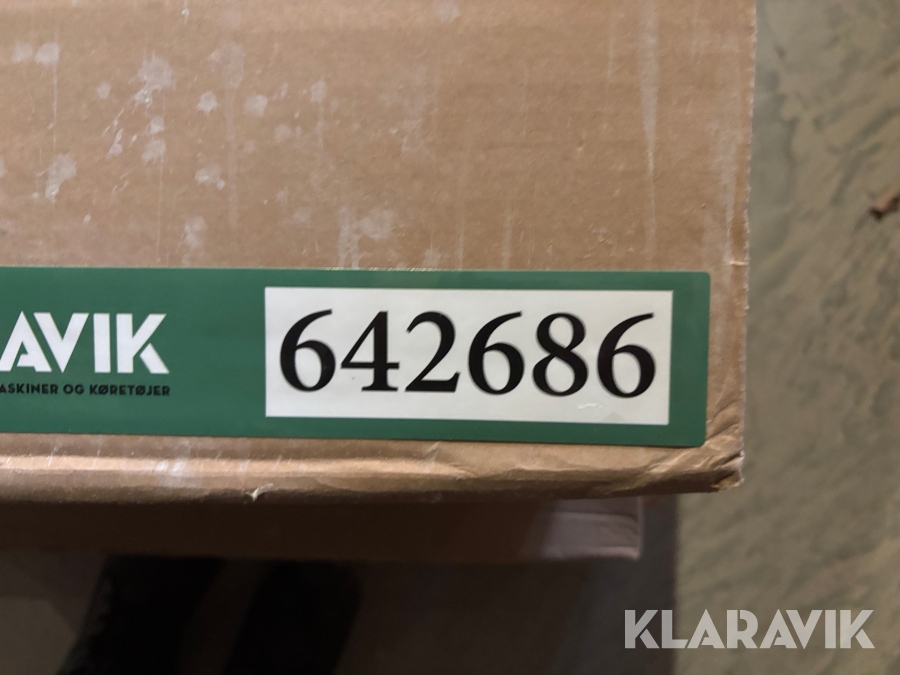 AVIK
ASKINER OG KØRETØJER
642686
KLARAVIK